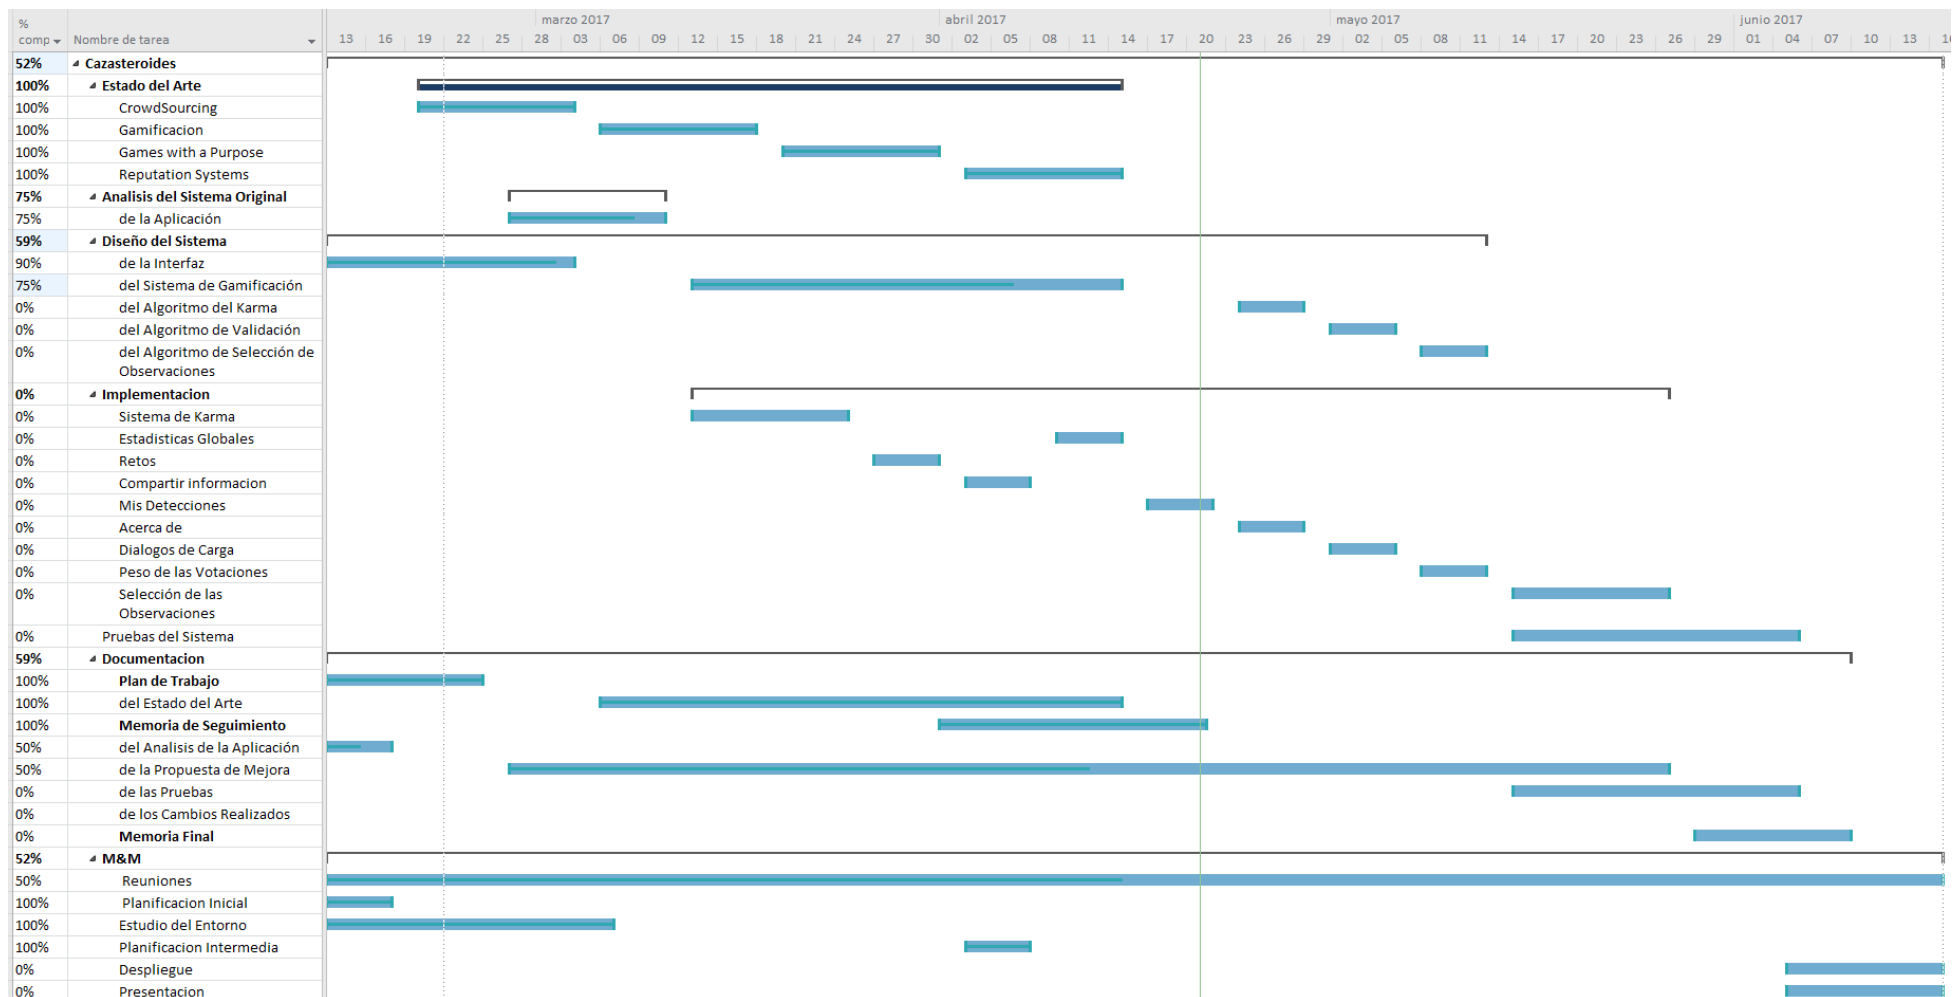 marzo 2017 abril 2017 mayo 2017 junio 2017
%
comp Nombre de tarea 13 16 19 22 25 28 03 06 09 12 15 18 21 24 27 30 02 05 08 11 14 17 20 23 26 29 02 05 08 11 14 17 20 23 26 29 01 04 07 10 13
52% Cazasteroides
100% Estado del Arte
100% CrowdSourcing
100% Gamificacion
100% Games with a Purpose
100% Reputation Systems
75% Analisis del Sistema Original
75% de la Aplicación
59% Diseño del Sistema
90% de la Interfaz
75% del Sistema de Gamificación
0% del Algoritmo del Karma
0% del Algoritmo de Validación
0% del Algoritmo de Selección de
Observaciones
0% Implementacion
0% Sistema de Karma
0% Estadisticas Globales
0% Retos
0% Compartir informacion
0% Mis Detecciones
0% Acerca de
0% Dialogos de Carga
0% Peso de las Votaciones
0% Selección de las
Observaciones
0% Pruebas del Sistema
59% Documentacion
100% Plan de Trabajo
100% del Estado del Arte
100% Memoria de Seguimiento
50% del Analisis de la Aplicación
50% de la Propuesta de Mejora
0% de las Pruebas
0% de los Cambios Realizados
0% Memoria Final
52% M&M
50% Reuniones
100% Planificacion Inicial
100% Estudio del Entorno
100% Planificacion Intermedia
0% Despliegue
0% Presentacion